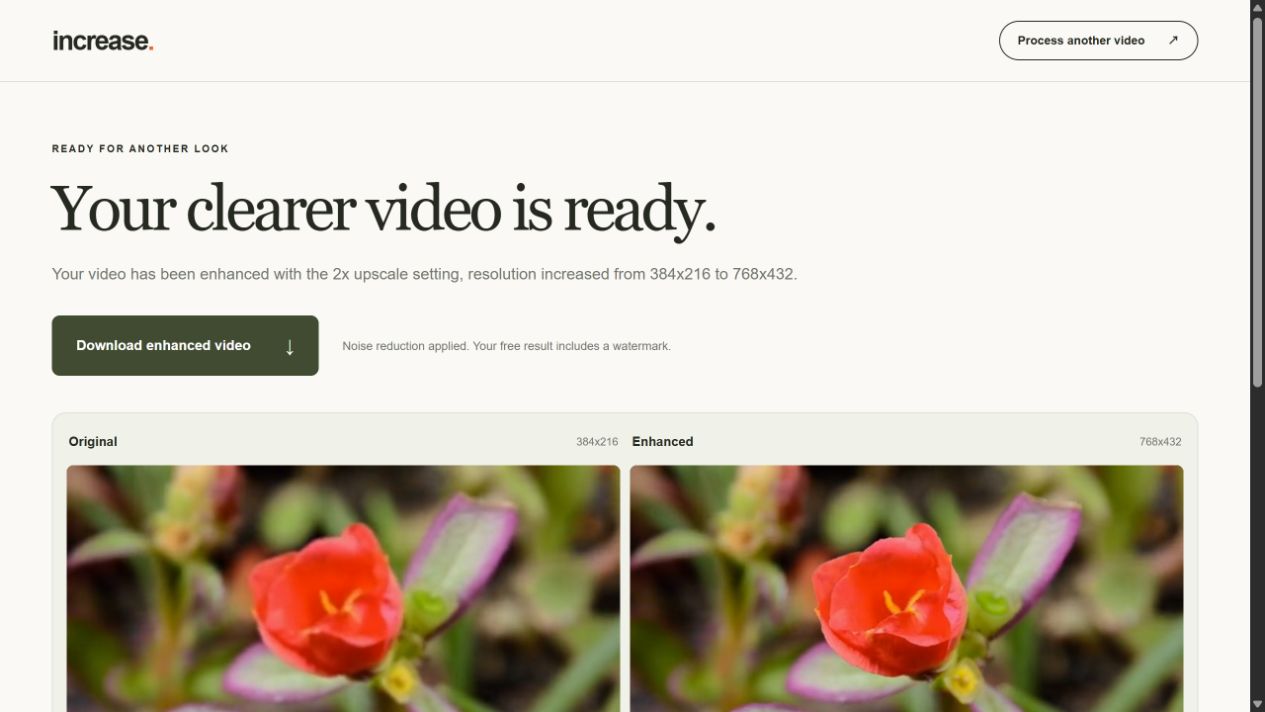 increase.
Process another video ↗
READY FOR ANOTHER LOOK
Your clearer video is ready.
Your video has been enhanced with the 2x upscale setting, resolution increased from 384x216 to 768x432.
Download enhanced video ↓
Noise reduction applied. Your free result includes a watermark.
Original 384x216
Enhanced 768x432